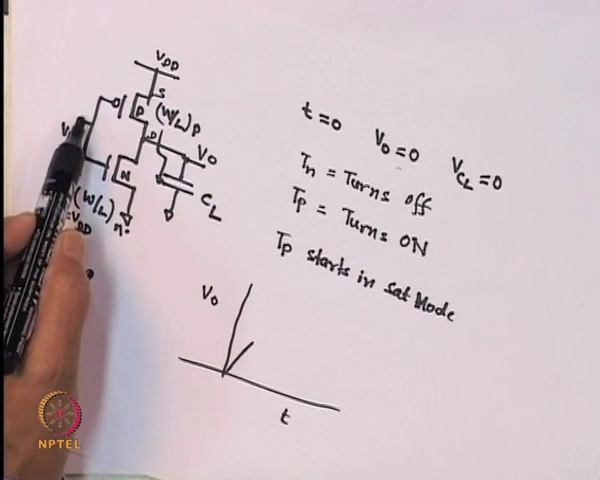 VDD
S
P
(W/L)p
D
Vo
N
CL
(W/L)n
=VDD
t=0 Vo=0 VCL=0
Tn = Turns off
Tp = Turns ON
Tp starts in sat Mode
Vo
t
NPTEL